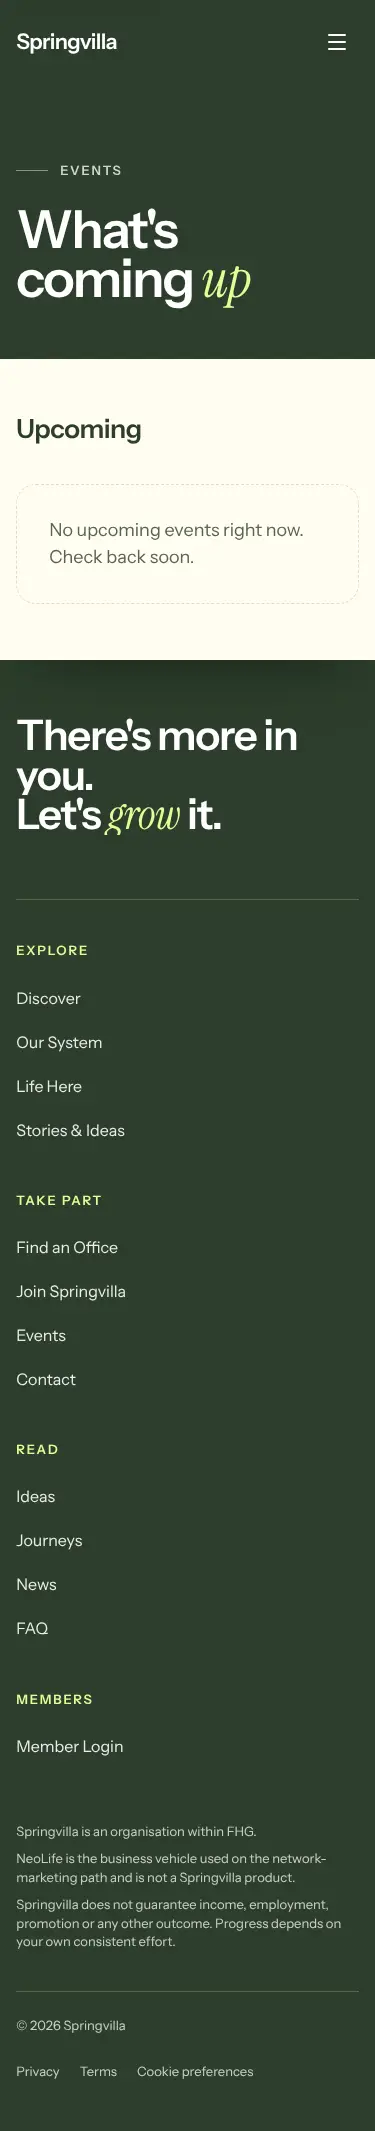 Springvilla
EVENTS
What's
coming up
Upcoming
No upcoming events right now.
Check back soon.
There's more in
you.
Let's grow it.
EXPLORE
Discover
Our System
Life Here
Stories & Ideas
TAKE PART
Find an Office
Join Springvilla
Events
Contact
READ
Ideas
Journeys
News
FAQ
MEMBERS
Member Login
Springvilla is an organisation within FHG.
NeoLife is the business vehicle used on the network-
marketing path and is not a Springvilla product.
Springvilla does not guarantee income, employment,
promotion or any other outcome. Progress depends on
your own consistent effort.
© 2026 Springvilla
Privacy Terms Cookie preferences